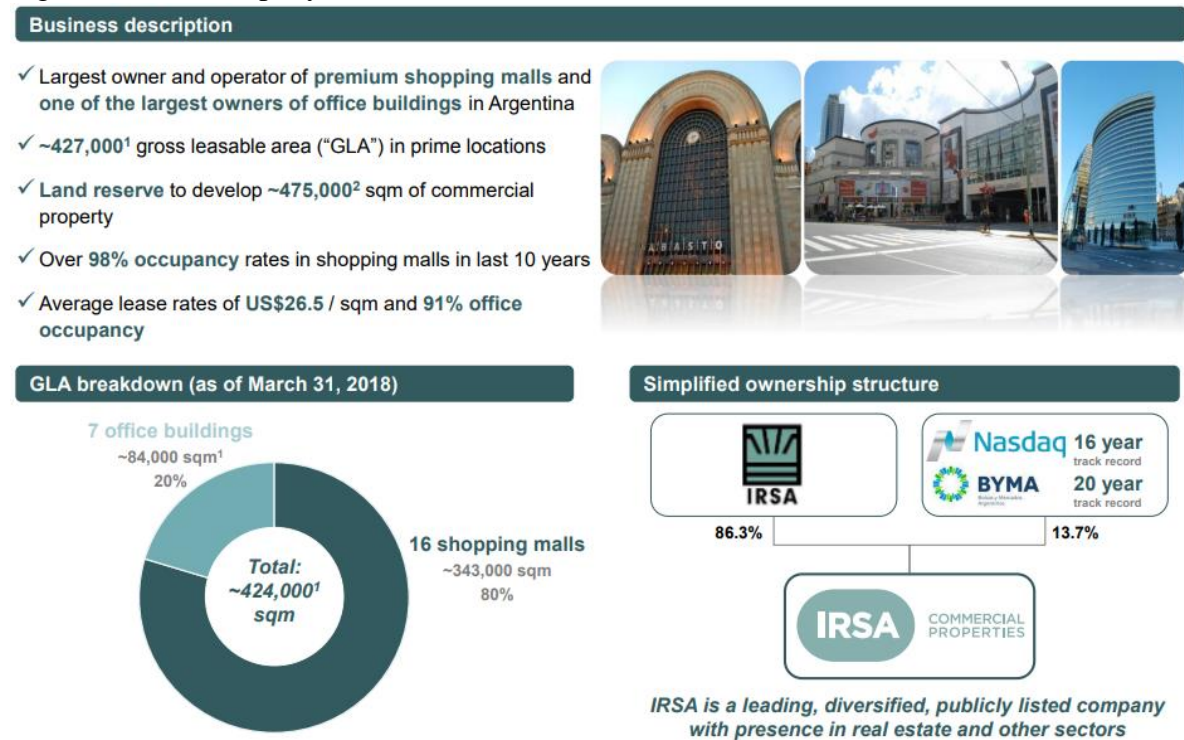 Business description
✓ Largest owner and operator of premium shopping malls and
one of the largest owners of office buildings in Argentina
✓ ~427,000¹ gross leasable area (“GLA”) in prime locations
✓ Land reserve to develop ~475,000² sqm of commercial
property
✓ Over 98% occupancy rates in shopping malls in last 10 years
✓ Average lease rates of US$26.5 / sqm and 91% office
occupancy
ABASTO
GLA breakdown (as of March 31, 2018)
7 office buildings
~84,000 sqm¹
20%
Total:
~424,000¹
sqm
16 shopping malls
~343,000 sqm
80%
Simplified ownership structure
IRSA
Nasdaq 16 year
track record
BYMA 20 year
track record
86.3%
13.7%
IRSA COMMERCIAL
PROPERTIES
IRSA is a leading, diversified, publicly listed company
with presence in real estate and other sectors